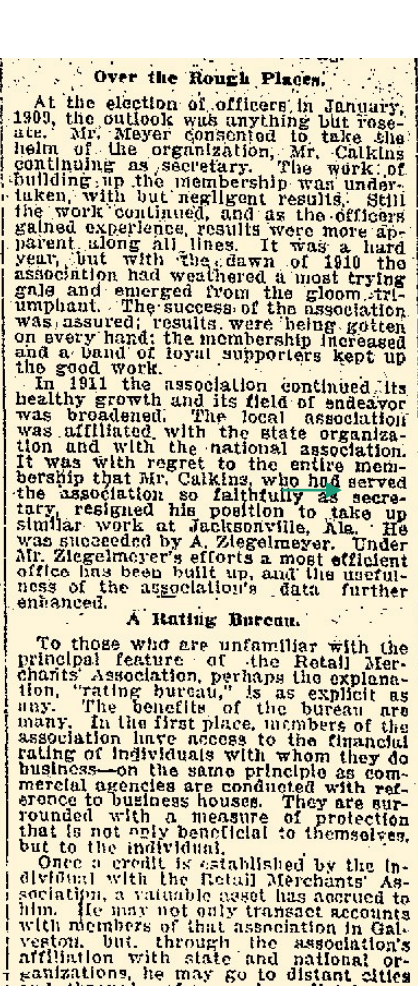 Over the Rough Places.
At the election of officers in January,
1909, the outlook was anything but rose-
ate. Mr. Meyer consented to take the
helm of the organization, Mr. Calkins
continuing as secretary. The work of
building up the membership was under-
taken, with but negligent results. Still
the work continued, and as the officers
gained experience, results were more ap-
parent along all lines. It was a hard
year, but with the dawn of 1910 the
association had weathered a most trying
gale and emerged from the gloom tri-
umphant. The success of the association
was assured; results were being gotten
on every hand; the membership increased
and a band of loyal supporters kept up
the good work.
In 1911 the association continued its
healthy growth and its field of endeavor
was broadened. The local association
was affiliated with the state organiza-
tion and with the national association.
It was with regret to the entire mem-
bership that Mr. Calkins, who had served
the association so faithfully as secre-
tary, resigned his position to take up
similar work at Jacksonville, Fla. He
was succeeded by A. Ziegelmeyer. Under
Mr. Ziegelmeyer's efforts a most efficient
office has been built up, and the useful-
ness of the association's data further
enhanced.
A Rating Bureau.
To those who are unfamiliar with the
principal feature of the Retail Mer-
chants' Association, perhaps the explana-
tion, "rating bureau," is as explicit as
any. The benefits of the bureau are
many. In the first place, members of the
association have access to the financial
rating of individuals with whom they do
business—on the same principle as com-
mercial agencies are conducted with ref-
erence to business houses. They are sur-
rounded with a measure of protection
that is not only beneficial to themselves,
but to the individual.
Once a credit is established by the in-
dividual with the Retail Merchants' As-
sociation, a valuable asset has accrued to
him. He may not only transact accounts
with members of that association in Gal-
veston, but, through the association's
affiliation with state and national or-
ganizations, he may go to distant cities